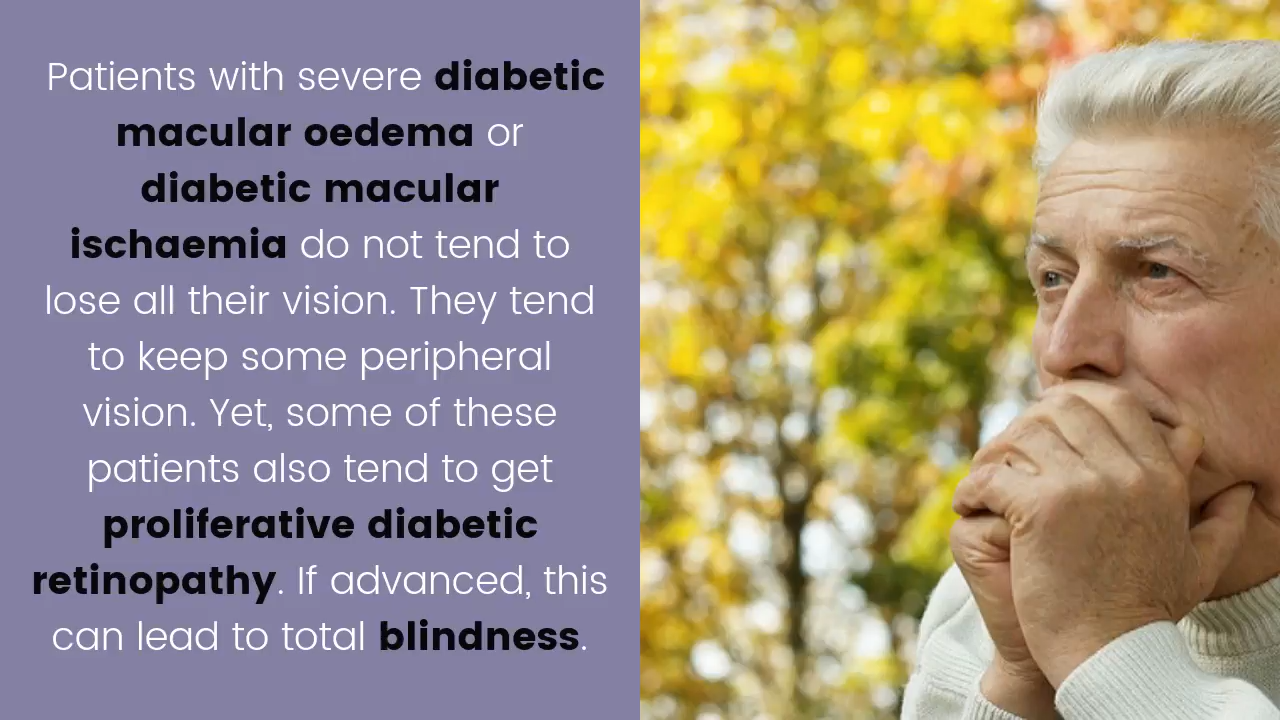 Patients with severe diabetic
macular oedema or
diabetic macular
ischaemia do not tend to
lose all their vision. They tend
to keep some peripheral
vision. Yet, some of these
patients also tend to get
proliferative diabetic
retinopathy. If advanced, this
can lead to total blindness.